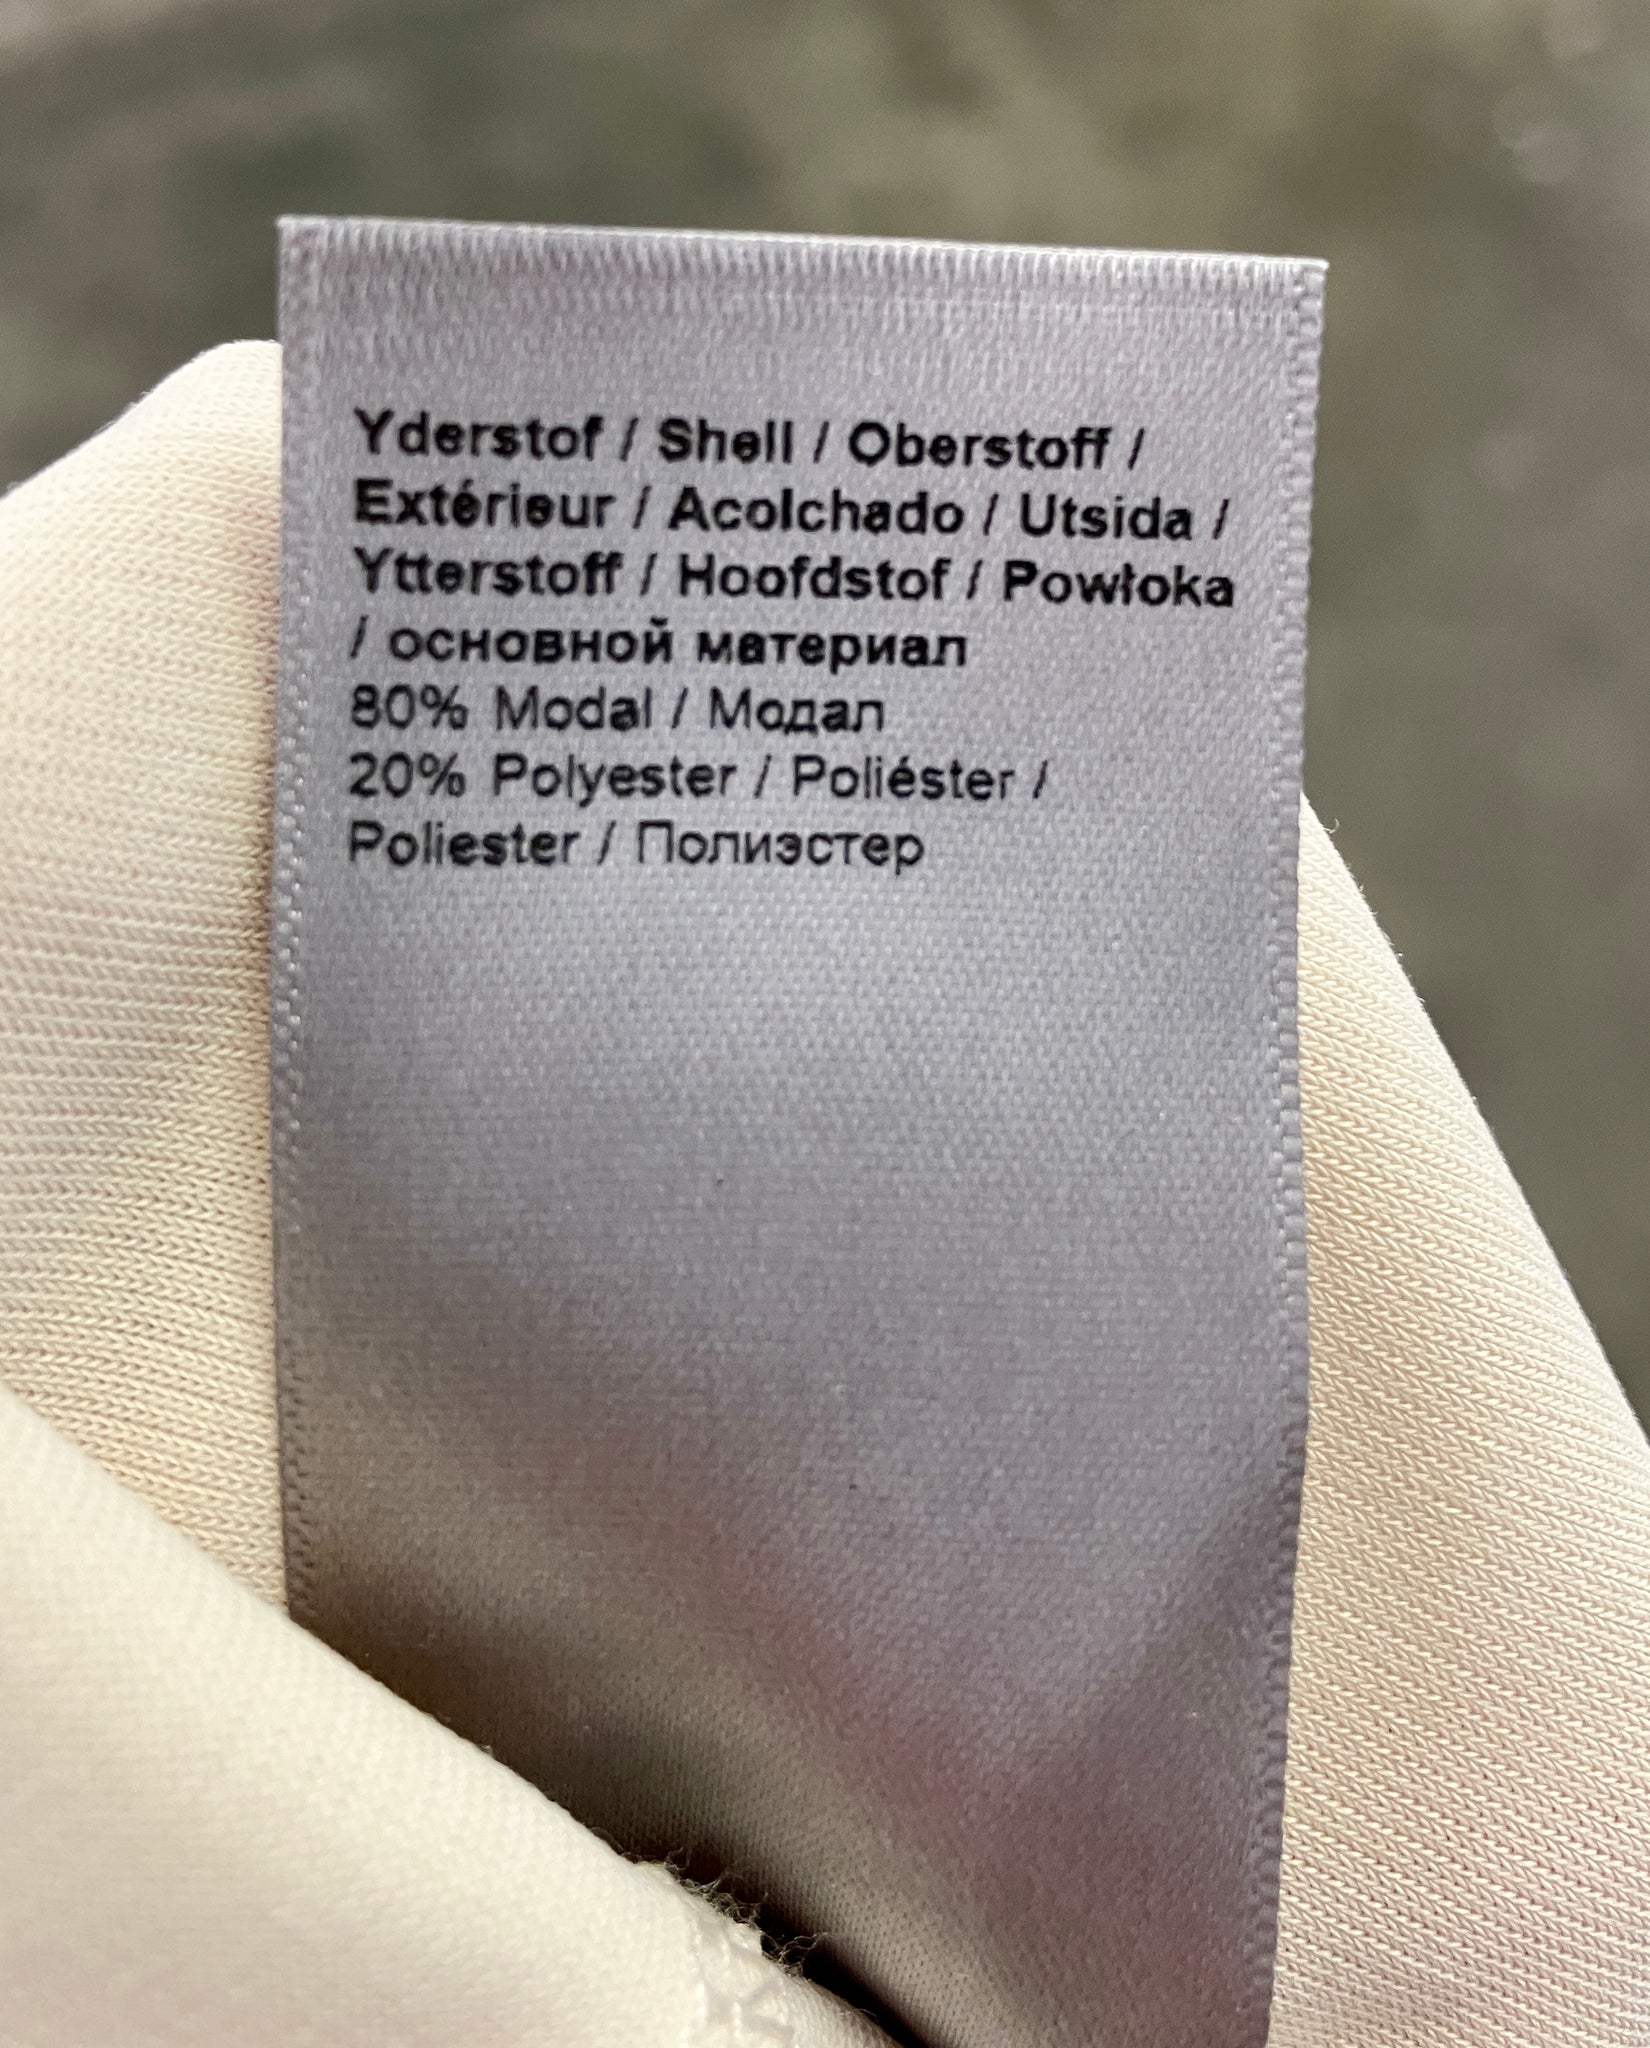 Yderstof / Shell / Oberstoff /
Extérieur / Acolchado / Utsida /
Ytterstoff / Hoofdstof / Powłoka
/ основной материал
80% Modal / Модал
20% Polyester / Poliéster /
Poliester / Полиэстер